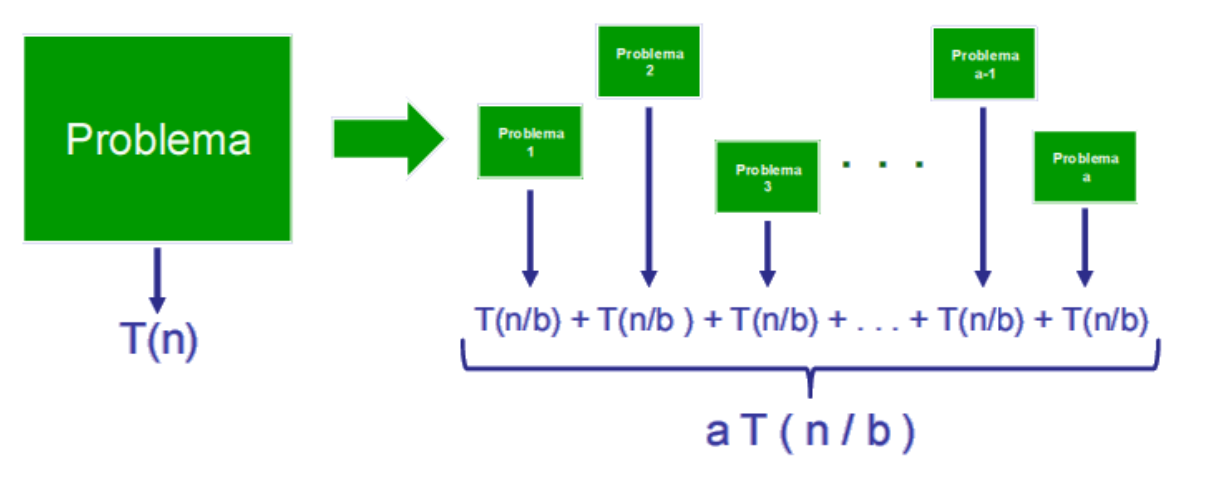 Problema
T(n)
Problema
1
Problema
2
Problema
3
. . .
Problema
a-1
Problema
a
T(n/b) + T(n/b ) + T(n/b) + . . . + T(n/b) + T(n/b)
a T ( n / b )